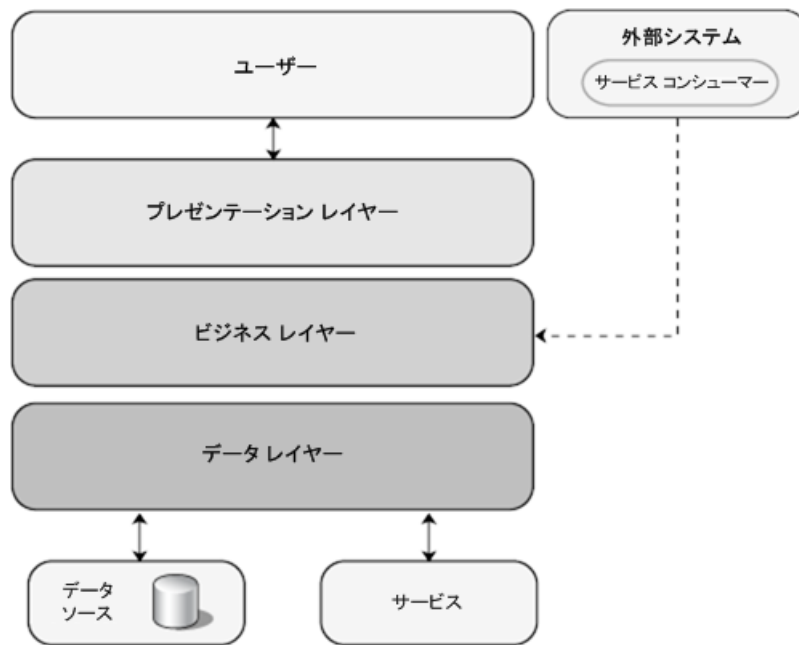 ユーザー
外部システム
サービス コンシューマー
プレゼンテーション レイヤー
ビジネス レイヤー
データ レイヤー
データ
ソース
サービス